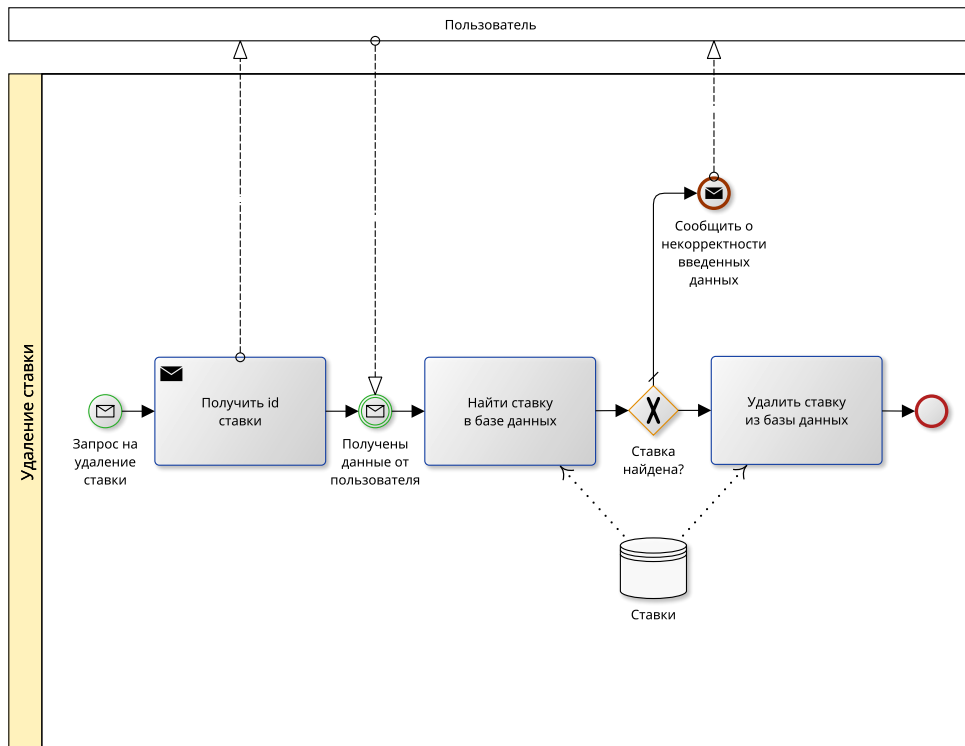 Пользователь
Удаление ставки
Сообщить о
некорректности
введенных
данных
Получить id
ставки
Найти ставку
в базе данных
Удалить ставку
из базы данных
Запрос на
удаление
ставки
Получены
данные от
пользователя
Ставка
найдена?
Ставки